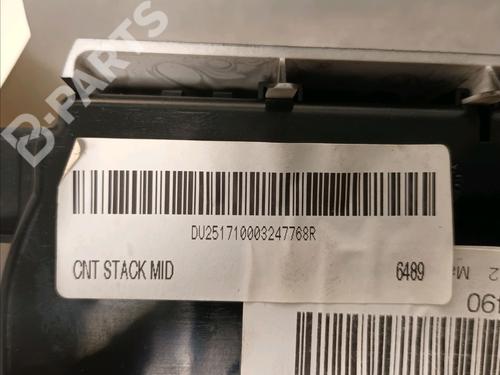 B-PARTS
DU251710003247768R
CNT STACK MID
6489